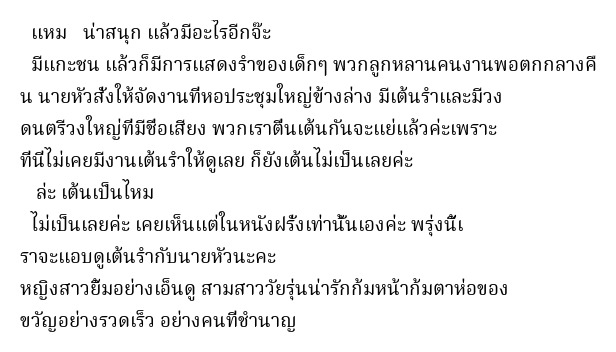 แหม   น่าสนุก แล้วมีอะไรอีกจ๊ะ
มีแกะชน แล้วก็มีการแสดงรำของเด็กๆ พวกลูกหลานคนงานพอตกกลางคื
น นายหัวสั่งให้จัดงานที่หอประชุมใหญ่ข้างล่าง มีเต้นรำและมีวง
ดนตรีวงใหญ่ที่มีชื่อเสียง พวกเราตื่นเต้นกันจะแย่แล้วค่ะเพราะ
ที่นี่ไม่เคยมีงานเต้นรำให้ดูเลย ก็ยังเต้นไม่เป็นเลยค่ะ
ล่ะ เต้นเป็นไหม
ไม่เป็นเลยค่ะ เคยเห็นแต่ในหนังฝรั่งเท่านั้นเองค่ะ พรุ่งนี้เ
ราจะแอบดูเต้นรำกับนายหัวนะคะ
หญิงสาวยิ้มอย่างเอ็นดู สามสาววัยรุ่นน่ารักก้มหน้าก้มตาห่อของ
ขวัญอย่างรวดเร็ว อย่างคนที่ชำนาญ